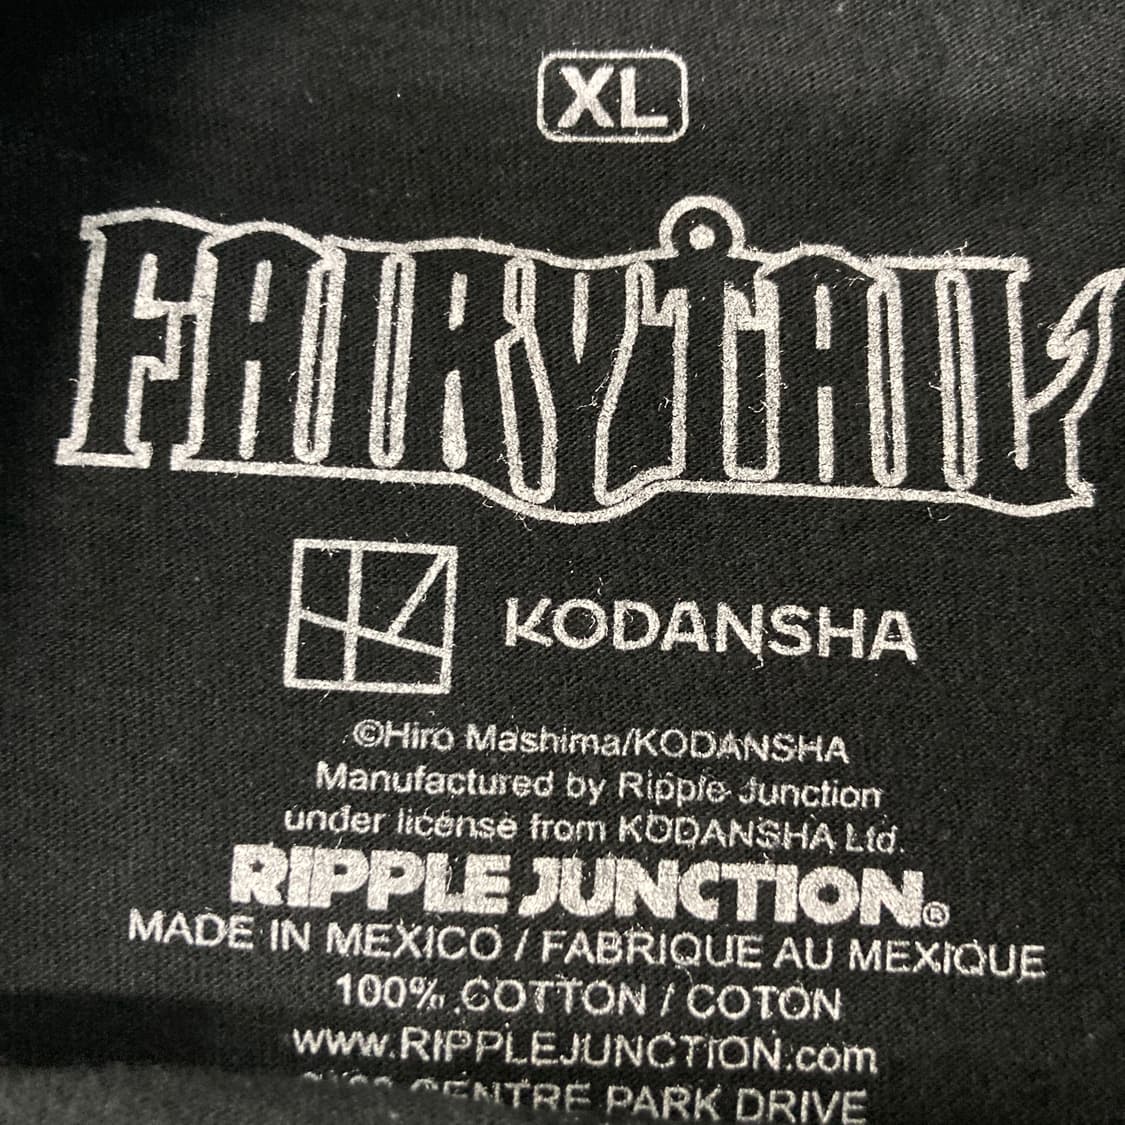 XL
FAIRY TAIL
KODANSHA
©Hiro Mashima/KODANSHA
Manufactured by Ripple Junction
under license from KODANSHA Ltd.
RIPPLE JUNCTION®
MADE IN MEXICO / FABRIQUE AU MEXIQUE
100% COTTON / COTON
www.RIPPLEJUNCTION.com
CENTRE PARK DRIVE